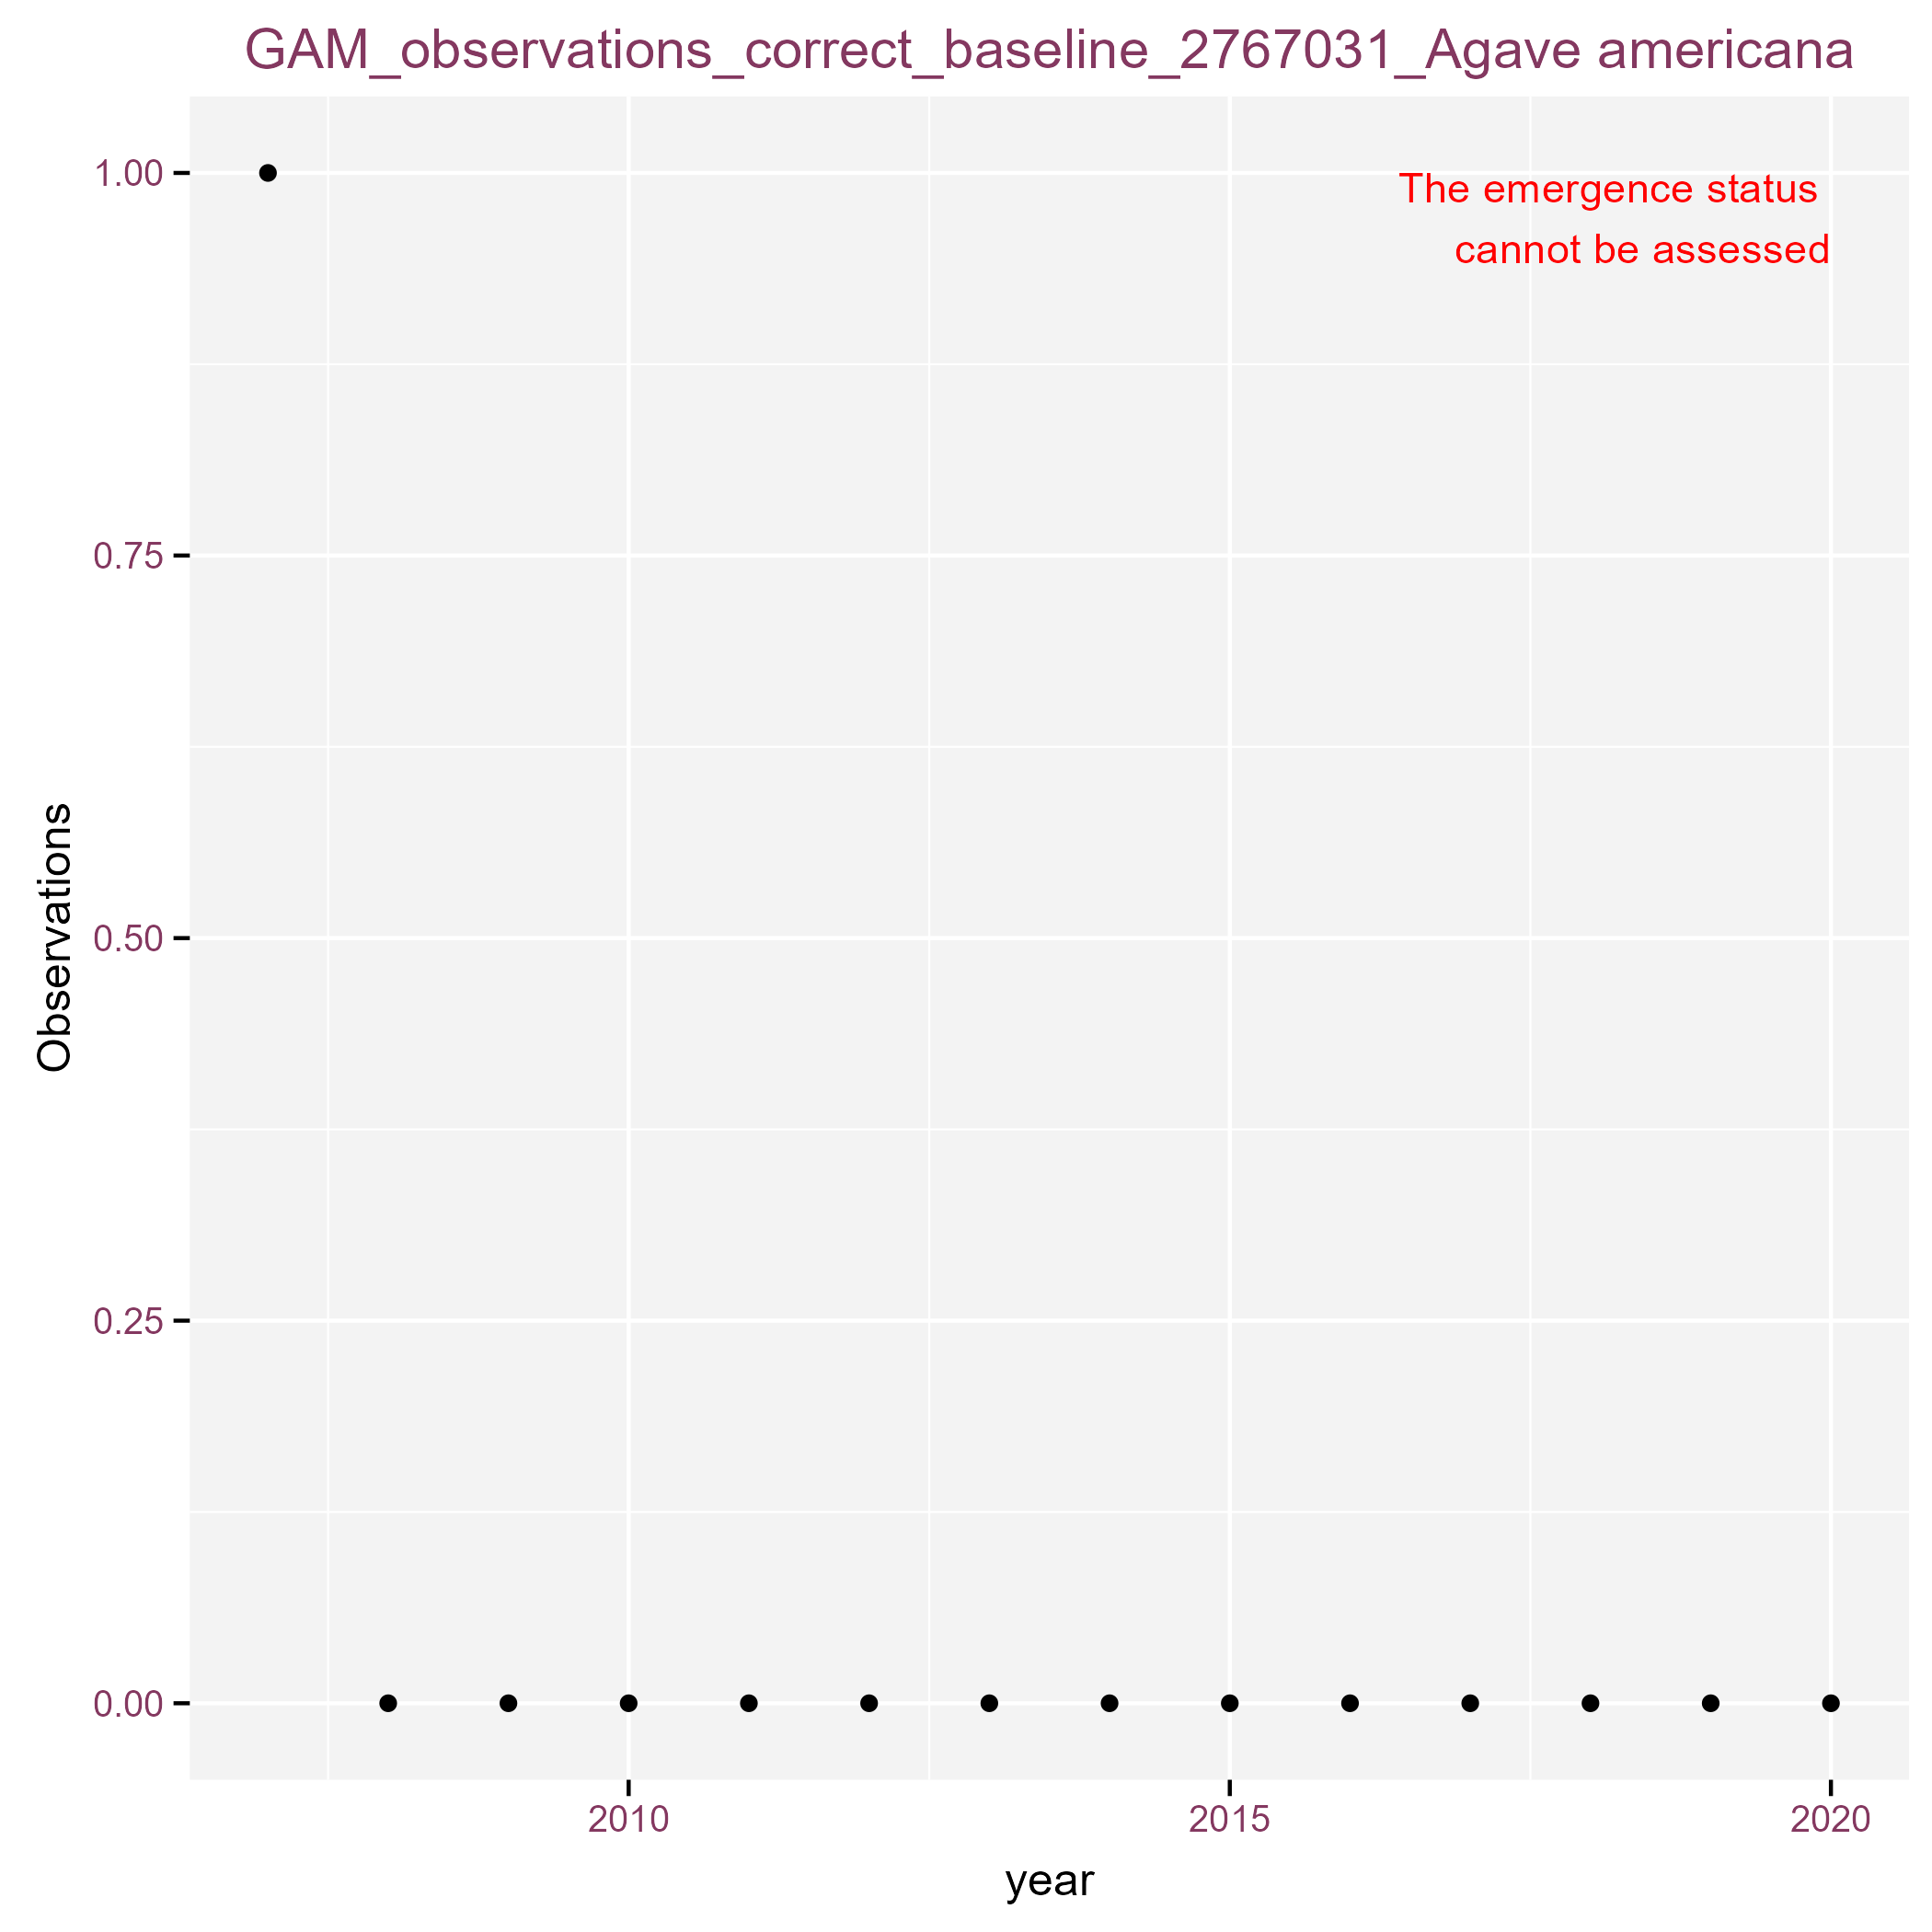 GAM_observations_correct_baseline_2767031_Agave americana
1.00
The emergence status
cannot be assessed
0.75
0.50
0.25
0.00
Observations
2010 2015 2020
year